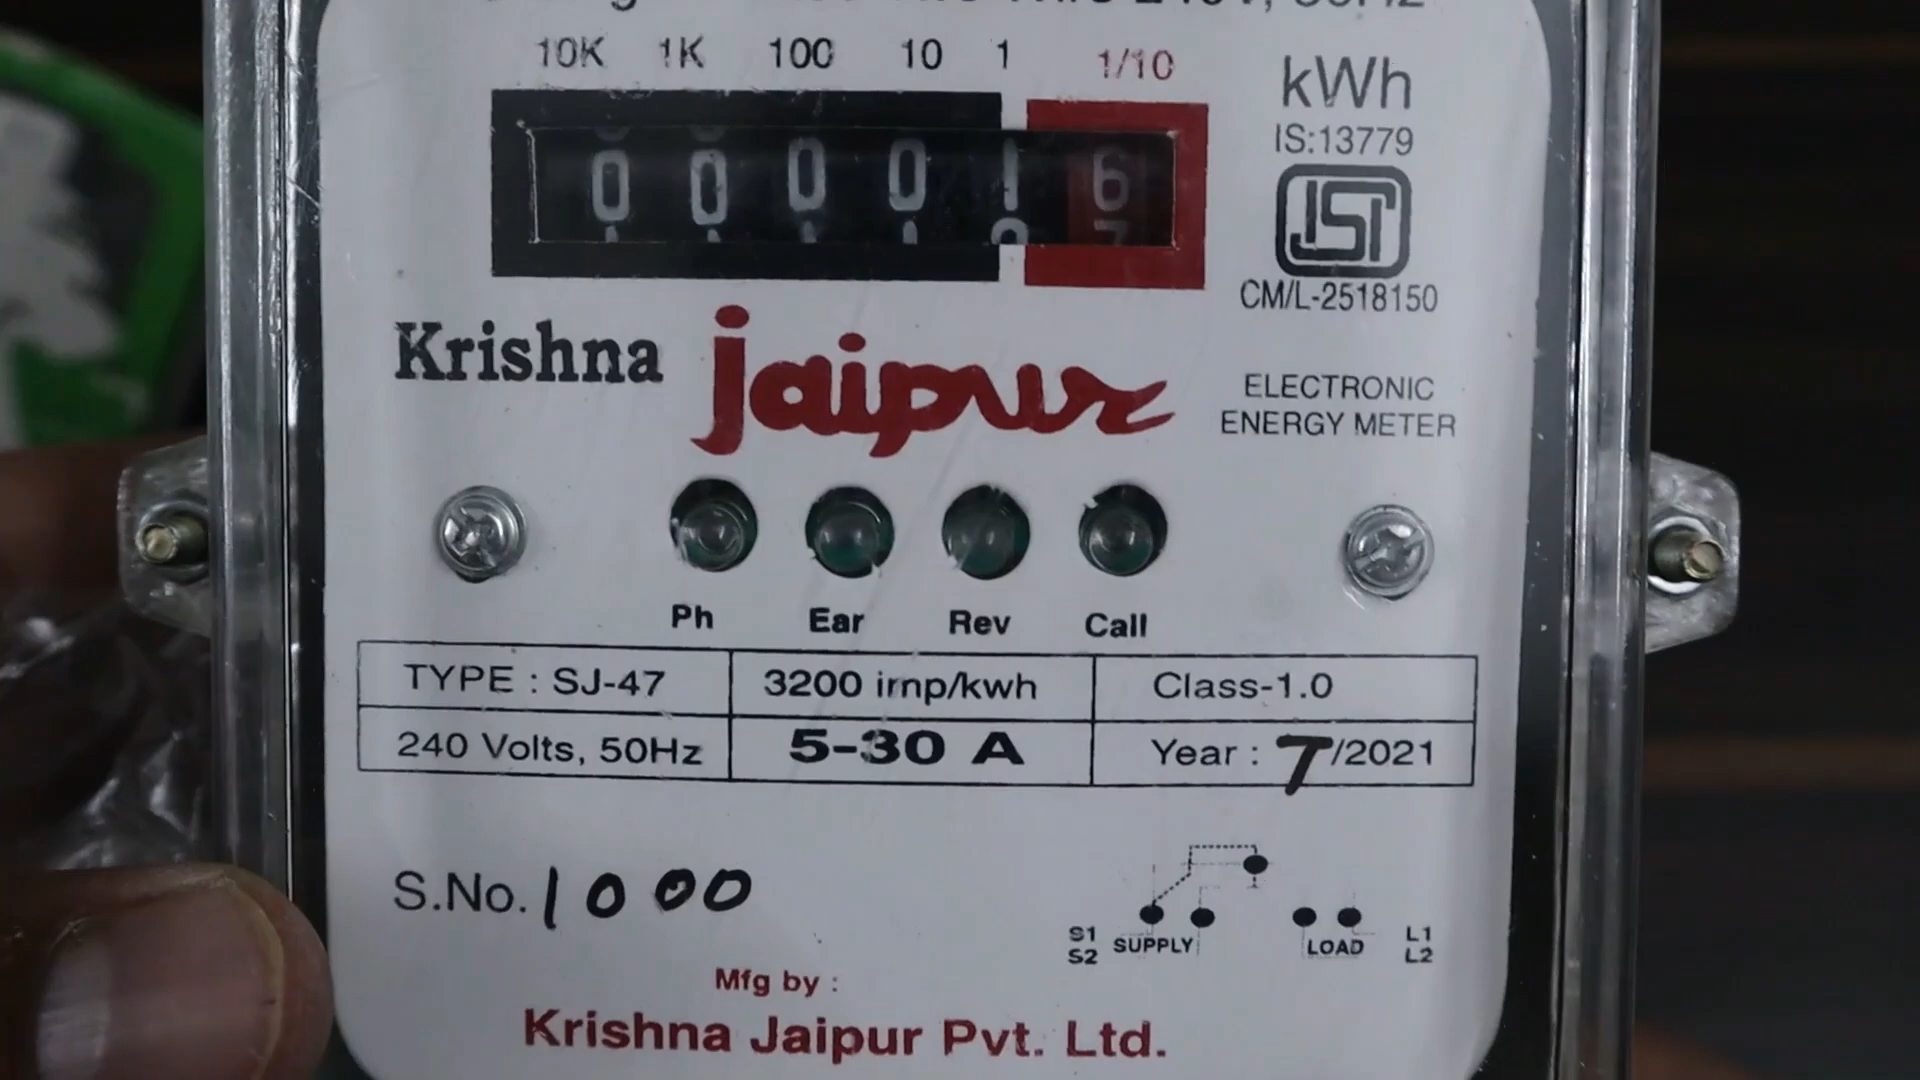 10K 1K 100 10 1 1/10
0 0 0 0 1 6
kWh
IS:13779
ISI
CM/L-2518150
Krishna jaipur
ELECTRONIC
ENERGY METER
Ph Ear Rev Call
TYPE : SJ-47 3200 imp/kwh Class-1.0
240 Volts, 50Hz 5-30 A Year : 7/2021
S.No. 1000
S1 SUPPLY LOAD L1
S2 L2
Mfg by :
Krishna Jaipur Pvt. Ltd.